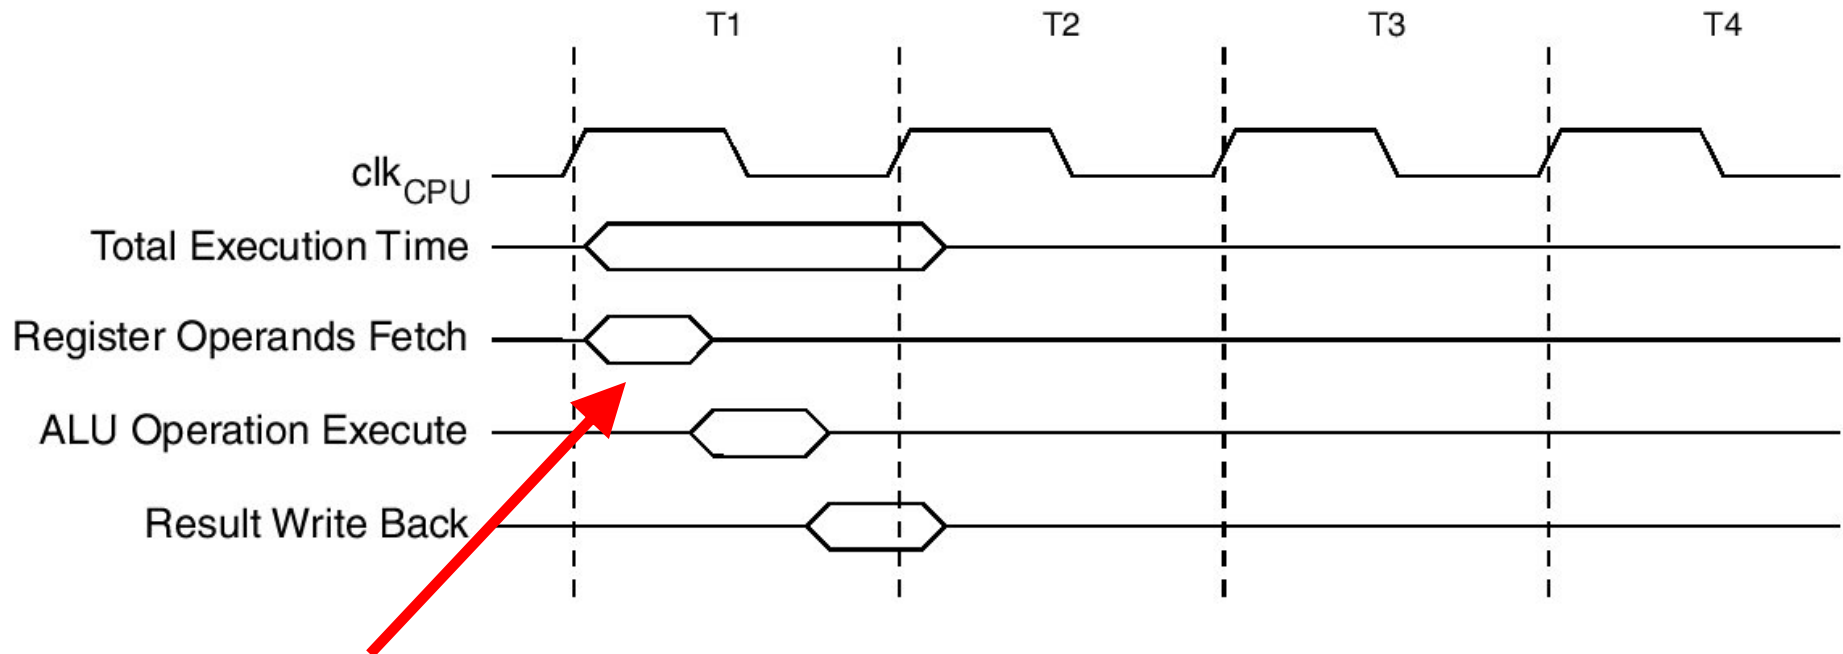 T1 T2 T3 T4
clkCPU
Total Execution Time
Register Operands Fetch
ALU Operation Execute
Result Write Back